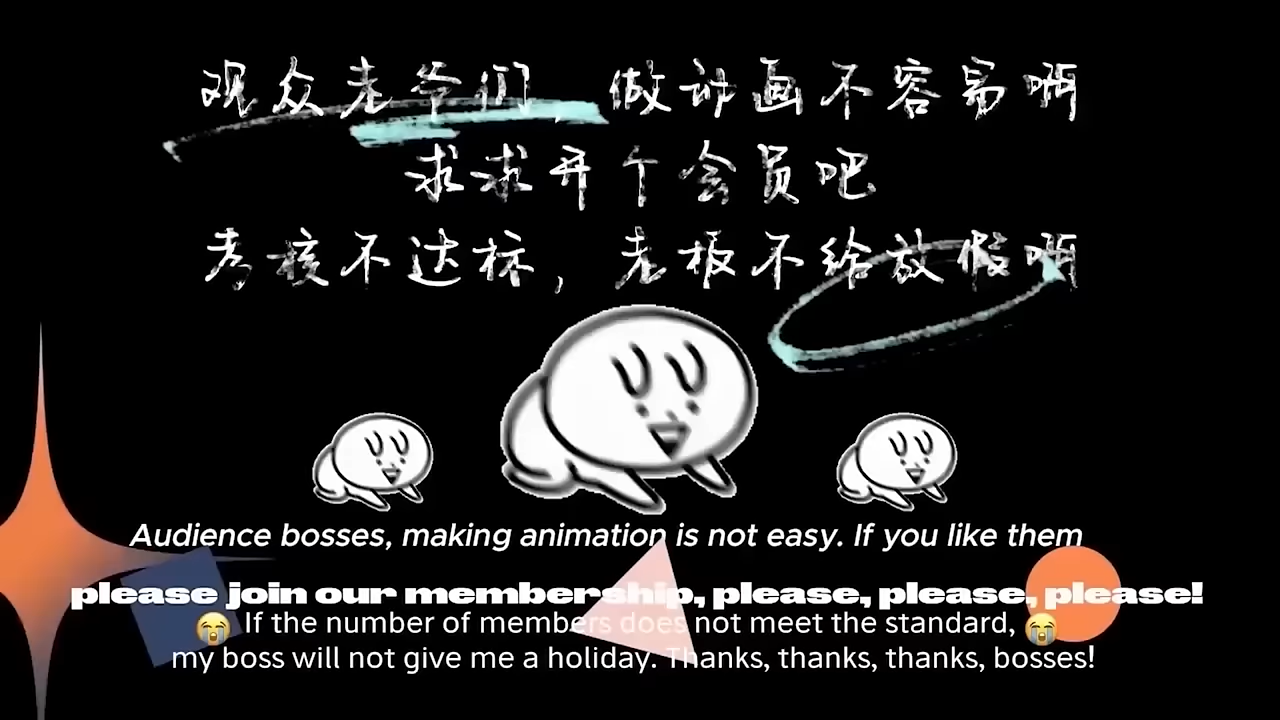 观众老爷们，做动画不容易啊
求求开个会员吧
考核不达标，老板不给放假啊
Audience bosses, making animation is not easy. If you like them
please join our membership, please, please, please!
😭 If the number of members does not meet the standard, 😭
my boss will not give me a holiday. Thanks, thanks, thanks, bosses!